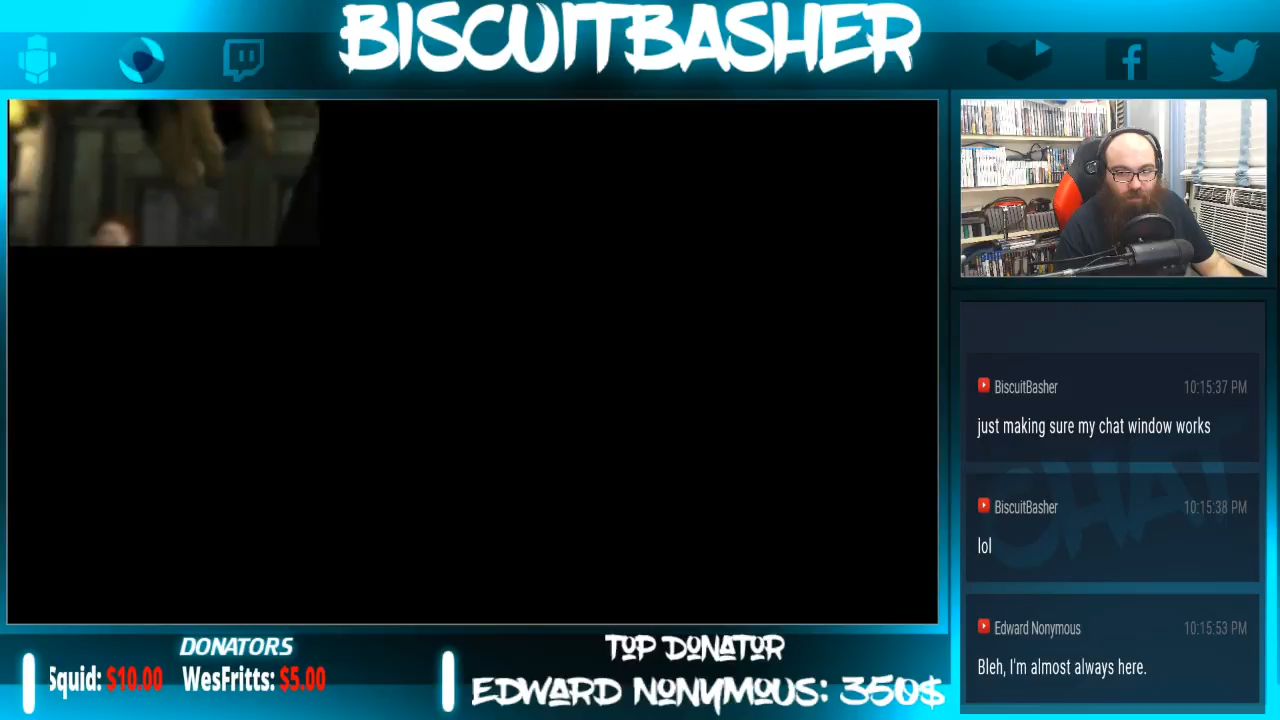 BISCUITBASHER
BiscuitBasher 10:15:37 PM
just making sure my chat window works
BiscuitBasher 10:15:38 PM
lol
Edward Nonymous 10:15:53 PM
Bleh, I'm almost always here.
CHAT
DONATORS
Squid: $10.00 WesFritts: $5.00
TOP DONATOR
EDWARD NONYMOUS: 350$